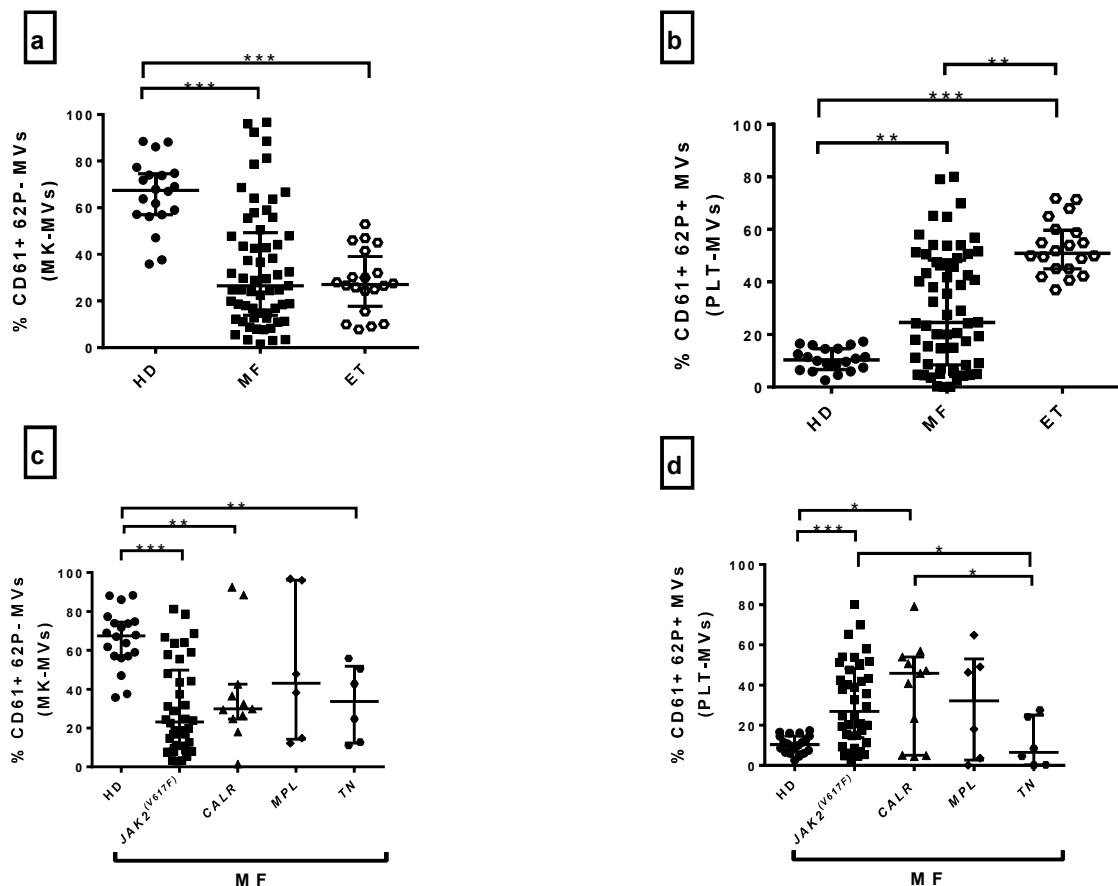 a
***
***
% CD61+ 62P- MVs
(MK-MVs)
100
80
60
40
20
0
HD
MF
ET
b
**
***
**
% CD61+ 62P+ MVs
(PLT-MVs)
100
80
60
40
20
0
HD
MF
ET
c
**
**
***
% CD61+ 62P- MVs
(MK-MVs)
100
80
60
40
20
0
HD
JAK2(V617F)
CALR
MPL
TN
MF
d
*
***
*
*
% CD61+ 62P+ MVs
(PLT-MVs)
100
80
60
40
20
0
HD
JAK2(V617F)
CALR
MPL
TN
MF